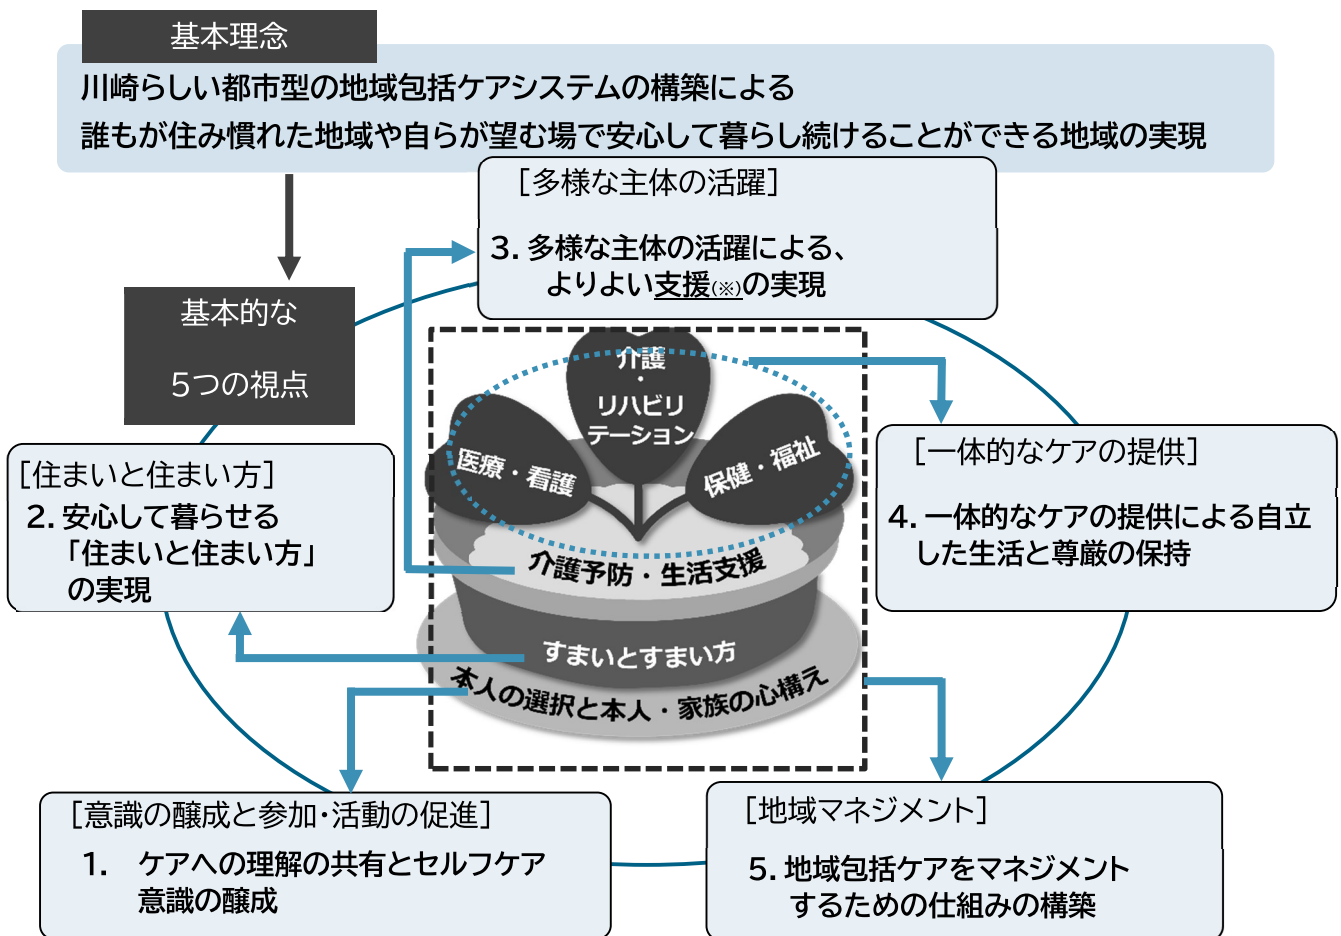 基本理念
川崎らしい都市型の地域包括ケアシステムの構築による
誰もが住み慣れた地域や自らが望む場で安心して暮らし続けることができる地域の実現
[多様な主体の活躍]
3. 多様な主体の活躍による、
よりよい支援(※)の実現
基本的な
5つの視点
介護
・
リハビリ
テーション
医療・看護
保健・福祉
介護予防・生活支援
すまいとすまい方
本人の選択と本人・家族の心構え
[住まいと住まい方]
2. 安心して暮らせる
「住まいと住まい方」
の実現
[一体的なケアの提供]
4. 一体的なケアの提供による自立
した生活と尊厳の保持
[意識の醸成と参加・活動の促進]
1. ケアへの理解の共有とセルフケア
意識の醸成
[地域マネジメント]
5. 地域包括ケアをマネジメント
するための仕組みの構築